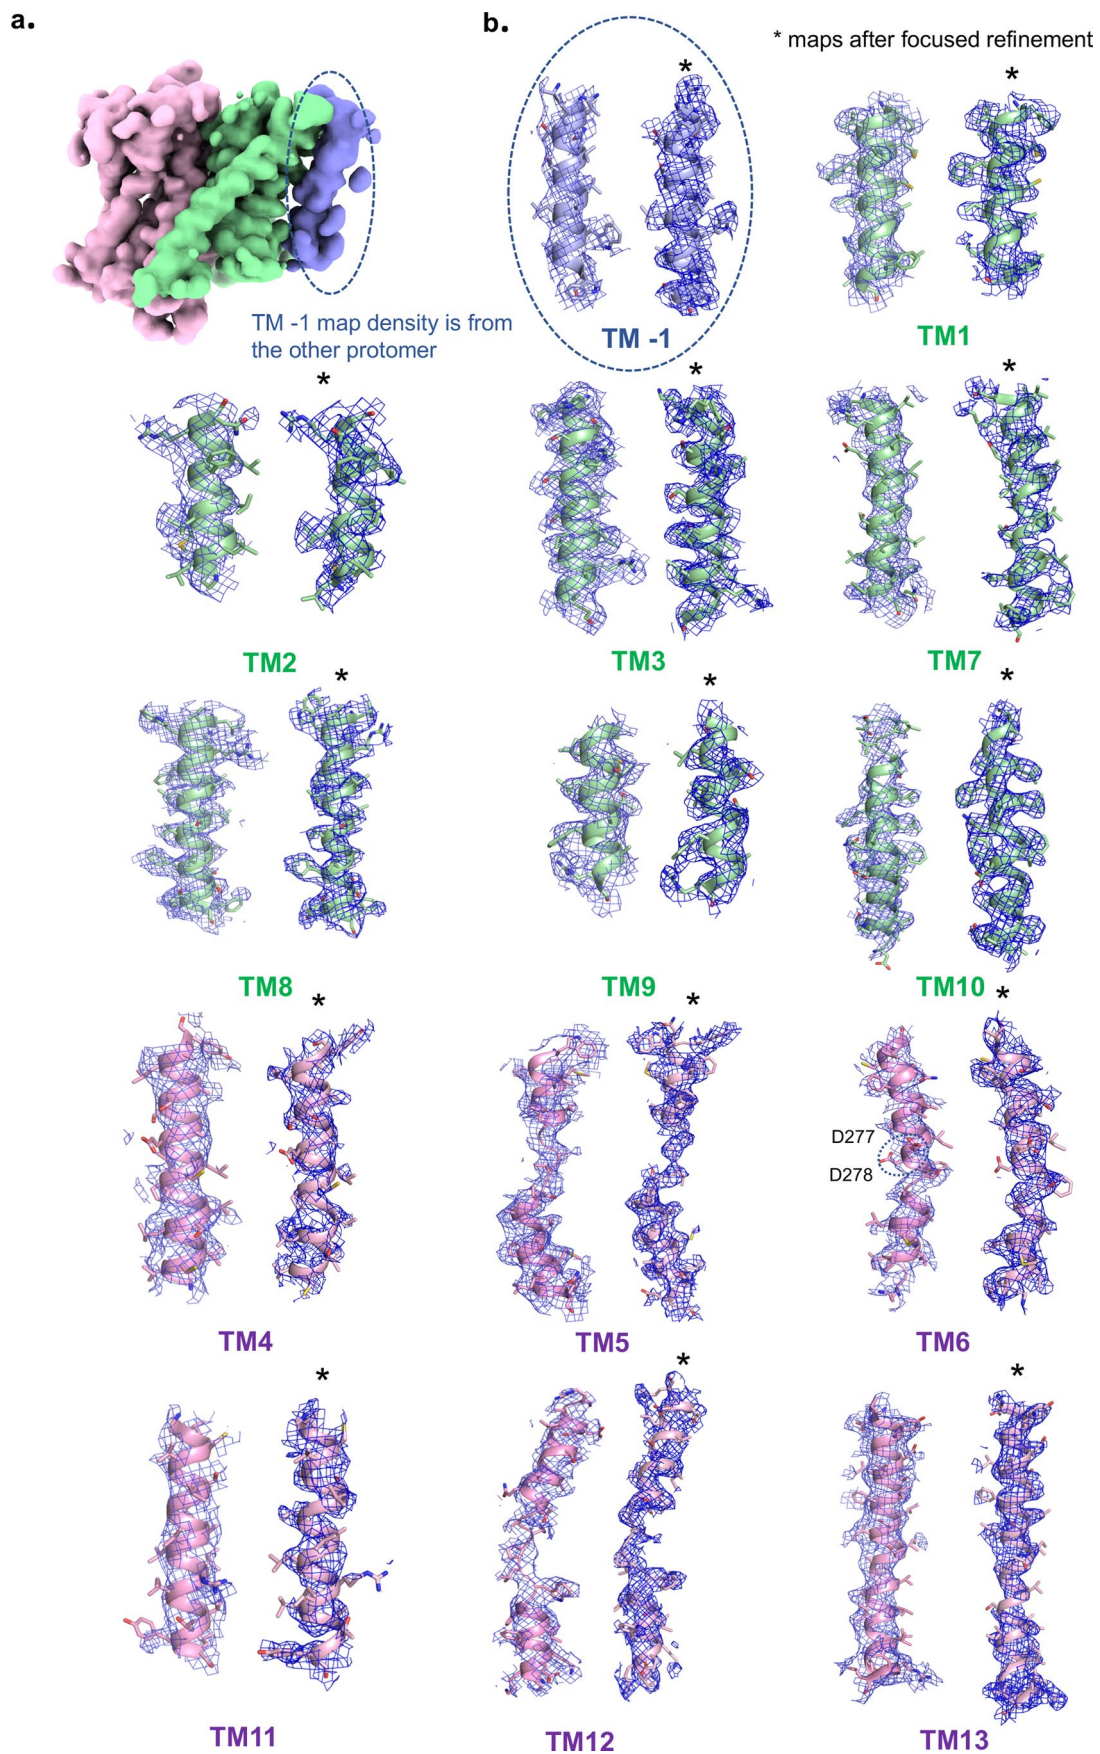 a.
b.
* maps after focused refinement
*
*
TM -1 map density is from
the other protomer
TM -1
TM1
*
*
*
TM2
TM3
TM7
*
*
*
TM8
TM9
TM10
*
*
*
D277
D278
TM4
TM5
TM6
*
*
*
TM11
TM12
TM13